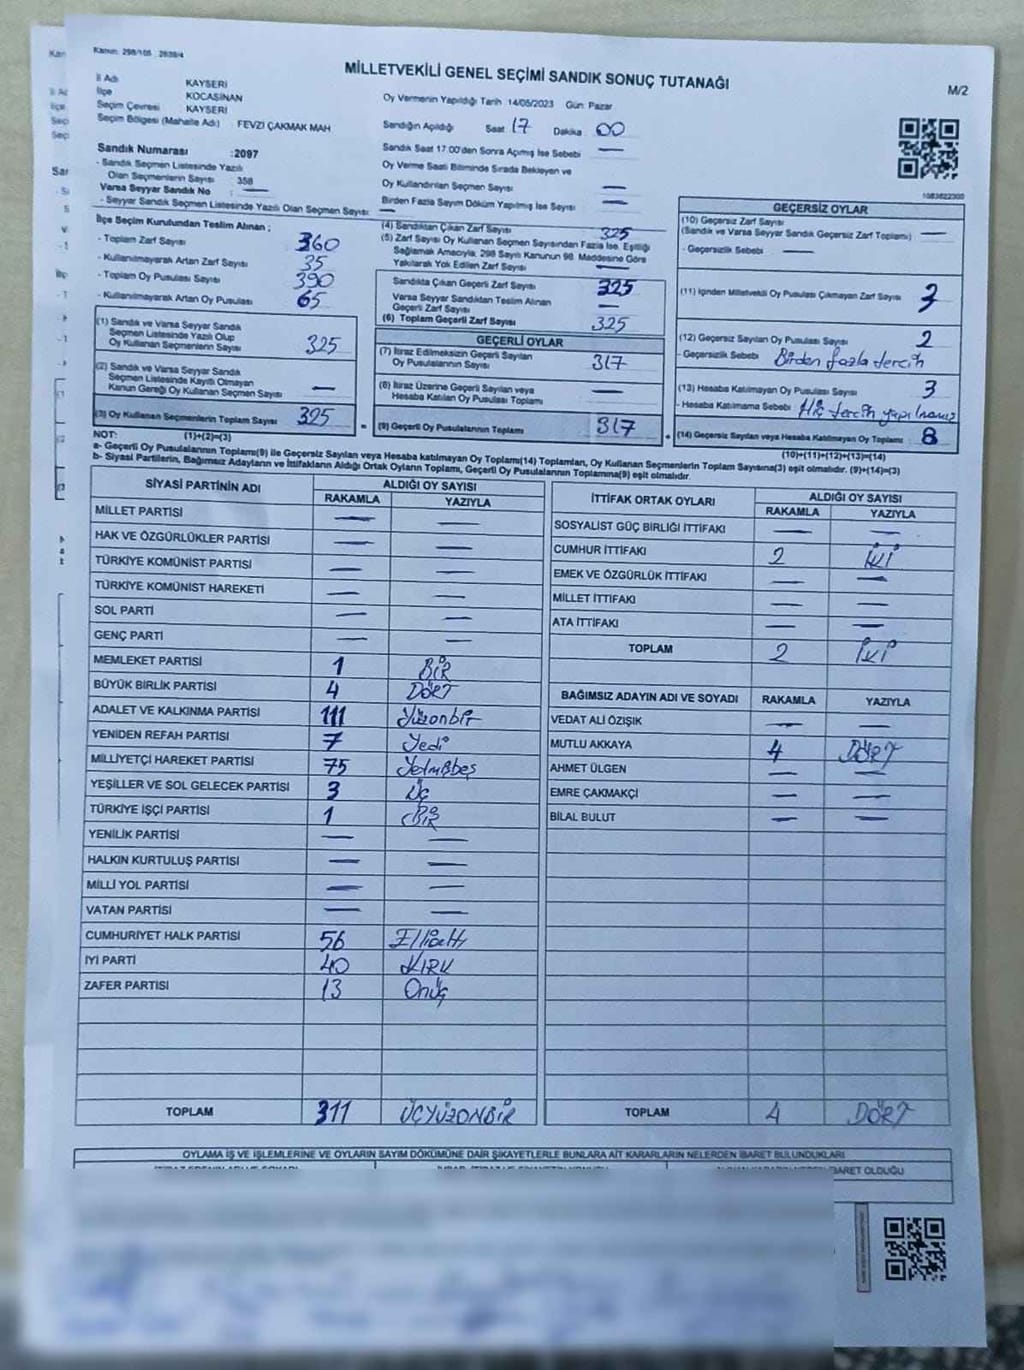 Kanun: 298/105 2839/4
MİLLETVEKİLİ GENEL SEÇİMİ SANDIK SONUÇ TUTANAĞI
M/2
İl Adı KAYSERİ
İlçe KOCASİNAN
Seçim Çevresi KAYSERİ
Seçim Bölgesi (Mahalle Adı) : FEVZİ ÇAKMAK MAH
Sandık Numarası :2097
- Sandık Seçmen Listesinde Yazılı
Olan Seçmenlerin Sayısı : 358
Varsa Seyyar Sandık No : —
- Seyyar Sandık Seçmen Listesinde Yazılı Olan Seçmen Sayısı: —
Oy Vermenin Yapıldığı Tarih :14/05/2023 Gün: Pazar
Sandığın Açıldığı Saat 17 Dakika 00
Sandık Saat 17:00'den Sonra Açılmış İse Sebebi —
Oy Verme Saati Bitiminde Sırada Bekleyen ve
Oy Kullandırılan Seçmen Sayısı —
Birden Fazla Sayım Döküm Yapılmış İse Sayısı —
1083622300
İlçe Seçim Kurulundan Teslim Alınan ;
- Toplam Zarf Sayısı 360
- Kullanılmayarak Artan Zarf Sayısı 35
- Toplam Oy Pusulası Sayısı 390
- Kullanılmayarak Artan Oy Pusulası 65
(1) Sandık ve Varsa Seyyar Sandık
Seçmen Listesinde Yazılı Olup
Oy Kullanan Seçmenlerin Sayısı 325
(2) Sandık ve Varsa Seyyar Sandık
Seçmen Listesinde Kayıtlı Olmayan
Kanun Gereği Oy Kullanan Seçmen Sayısı —
(3) Oy Kullanan Seçmenlerin Toplam Sayısı 325
(1)+(2)=(3)
(4) Sandıktan Çıkan Zarf Sayısı 325
(5) Zarf Sayısı Oy Kullanan Seçmen Sayısından Fazla İse, Eşitliği
Sağlamak Amacıyla, 298 Sayılı Kanunun 98. Maddesine Göre
Yakılarak Yok Edilen Zarf Sayısı —
Sandıkta Çıkan Geçerli Zarf Sayısı 325
Varsa Seyyar Sandıktan Teslim Alınan
Geçerli Zarf Sayısı —
(6) Toplam Geçerli Zarf Sayısı 325
GEÇERLİ OYLAR
(7) İtiraz Edilmeksizin Geçerli Sayılan
Oy Pusulalarının Sayısı 317
(8) İtiraz Üzerine Geçerli Sayılan veya
Hesaba Katılan Oy Pusulası Toplamı —
(9) Geçerli Oy Pusulalarının Toplamı 317
GEÇERSİZ OYLAR
(10) Geçersiz Zarf Sayısı
(Sandık ve Varsa Seyyar Sandık Geçersiz Zarf Toplamı) —
- Geçersizlik Sebebi —
(11) İçinden Milletvekili Oy Pusulası Çıkmayan Zarf Sayısı 3
(12) Geçersiz Sayılan Oy Pusulası Sayısı 2
- Geçersizlik Sebebi Birden fazla tercih
(13) Hesaba Katılmayan Oy Pusulası Sayısı 3
- Hesaba Katılmama Sebebi Hiç tercih yapılmamış
(14) Geçersiz Sayılan veya Hesaba Katılmayan Oy Toplamı 8
(10)+(11)+(12)+(13)=(14)
NOT:
a- Geçerli Oy Pusulalarının Toplamı(9) ile Geçersiz Sayılan veya Hesaba katılmayan Oy Toplamı(14) Toplamları, Oy Kullanan Seçmenlerin Toplam Sayısına(3) eşit olmalıdır. (9)+(14)=(3)
b- Siyasi Partilerin, Bağımsız Adayların ve İttifakların Aldığı Ortak Oyların Toplamı, Geçerli Oy Pusulalarının Toplamına(9) eşit olmalıdır.
SİYASİ PARTİNİN ADI ALDIĞI OY SAYISI
RAKAMLA YAZIYLA
MİLLET PARTİSİ — —
HAK VE ÖZGÜRLÜKLER PARTİSİ — —
TÜRKİYE KOMÜNİST PARTİSİ — —
TÜRKİYE KOMÜNİST HAREKETİ — —
SOL PARTİ — —
GENÇ PARTİ — —
MEMLEKET PARTİSİ 1 BİR
BÜYÜK BİRLİK PARTİSİ 4 DÖRT
ADALET VE KALKINMA PARTİSİ 111 Yüzonbir
YENİDEN REFAH PARTİSİ 7 Yedi
MİLLİYETÇİ HAREKET PARTİSİ 75 Yetmişbeş
YEŞİLLER VE SOL GELECEK PARTİSİ 3 Üç
TÜRKİYE İŞÇİ PARTİSİ 1 BİR
YENİLİK PARTİSİ — —
HALKIN KURTULUŞ PARTİSİ — —
MİLLİ YOL PARTİSİ — —
VATAN PARTİSİ — —
CUMHURİYET HALK PARTİSİ 56 Ellialtı
İYİ PARTİ 40 KIRK
ZAFER PARTİSİ 13 Onüç
TOPLAM 311 ÜÇYÜZONBİR
İTTİFAK ORTAK OYLARI ALDIĞI OY SAYISI
RAKAMLA YAZIYLA
SOSYALİST GÜÇ BİRLİĞİ İTTİFAKI — —
CUMHUR İTTİFAKI 2 İKİ
EMEK VE ÖZGÜRLÜK İTTİFAKI — —
MİLLET İTTİFAKI — —
ATA İTTİFAKI — —
TOPLAM 2 İKİ
BAĞIMSIZ ADAYIN ADI VE SOYADI RAKAMLA YAZIYLA
VEDAT ALİ ÖZIŞIK — —
MUTLU AKKAYA 4 DÖRT
AHMET ÜLGEN — —
EMRE ÇAKMAKÇİ — —
BİLAL BULUT — —
TOPLAM 4 DÖRT
OYLAMA İŞ VE İŞLEMLERİNE VE OYLARIN SAYIM DÖKÜMÜNE DAİR ŞİKAYETLERLE BUNLARA AİT KARARLARIN NELERDEN İBARET BULUNDUKLARI
BARET OLDUĞU